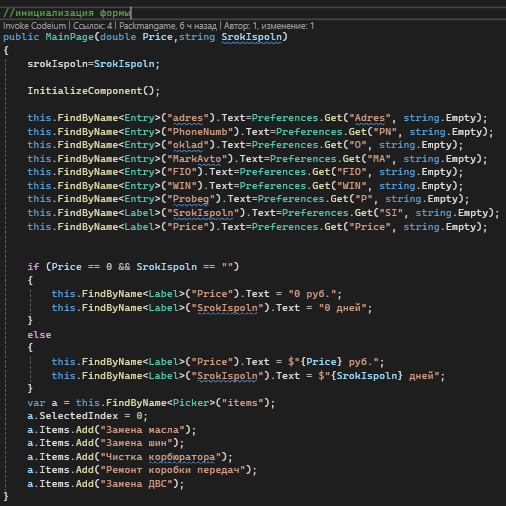 //инициализация формы
Invoke Codeium | Ссылок: 4 | Packmangame, 6 ч назад | Автор: 1, изменение: 1
public MainPage(double Price,string SrokIspoln)
{
srokIspoln=SrokIspoln;
InitializeComponent();
this.FindByName<Entry>("adres").Text=Preferences.Get("Adres", string.Empty);
this.FindByName<Entry>("PhoneNumb").Text=Preferences.Get("PN", string.Empty);
this.FindByName<Entry>("oklad").Text=Preferences.Get("O", string.Empty);
this.FindByName<Entry>("MarkAvto").Text=Preferences.Get("MA", string.Empty);
this.FindByName<Entry>("FIO").Text=Preferences.Get("FIO", string.Empty);
this.FindByName<Entry>("WIN").Text=Preferences.Get("WIN", string.Empty);
this.FindByName<Entry>("Probeg").Text=Preferences.Get("P", string.Empty);
this.FindByName<Label>("SrokIspoln").Text=Preferences.Get("SI", string.Empty);
this.FindByName<Label>("Price").Text=Preferences.Get("Price", string.Empty);
if (Price == 0 && SrokIspoln == "")
{
this.FindByName<Label>("Price").Text = "0 руб.";
this.FindByName<Label>("SrokIspoln").Text = "0 дней";
}
else
{
this.FindByName<Label>("Price").Text = $"{Price} руб.";
this.FindByName<Label>("SrokIspoln").Text = $"{SrokIspoln} дней";
}
var a = this.FindByName<Picker>("items");
a.SelectedIndex = 0;
a.Items.Add("Замена масла");
a.Items.Add("Замена шин");
a.Items.Add("Чистка корбюратора");
a.Items.Add("Ремонт коробки передач");
a.Items.Add("Замена ДВС");
}